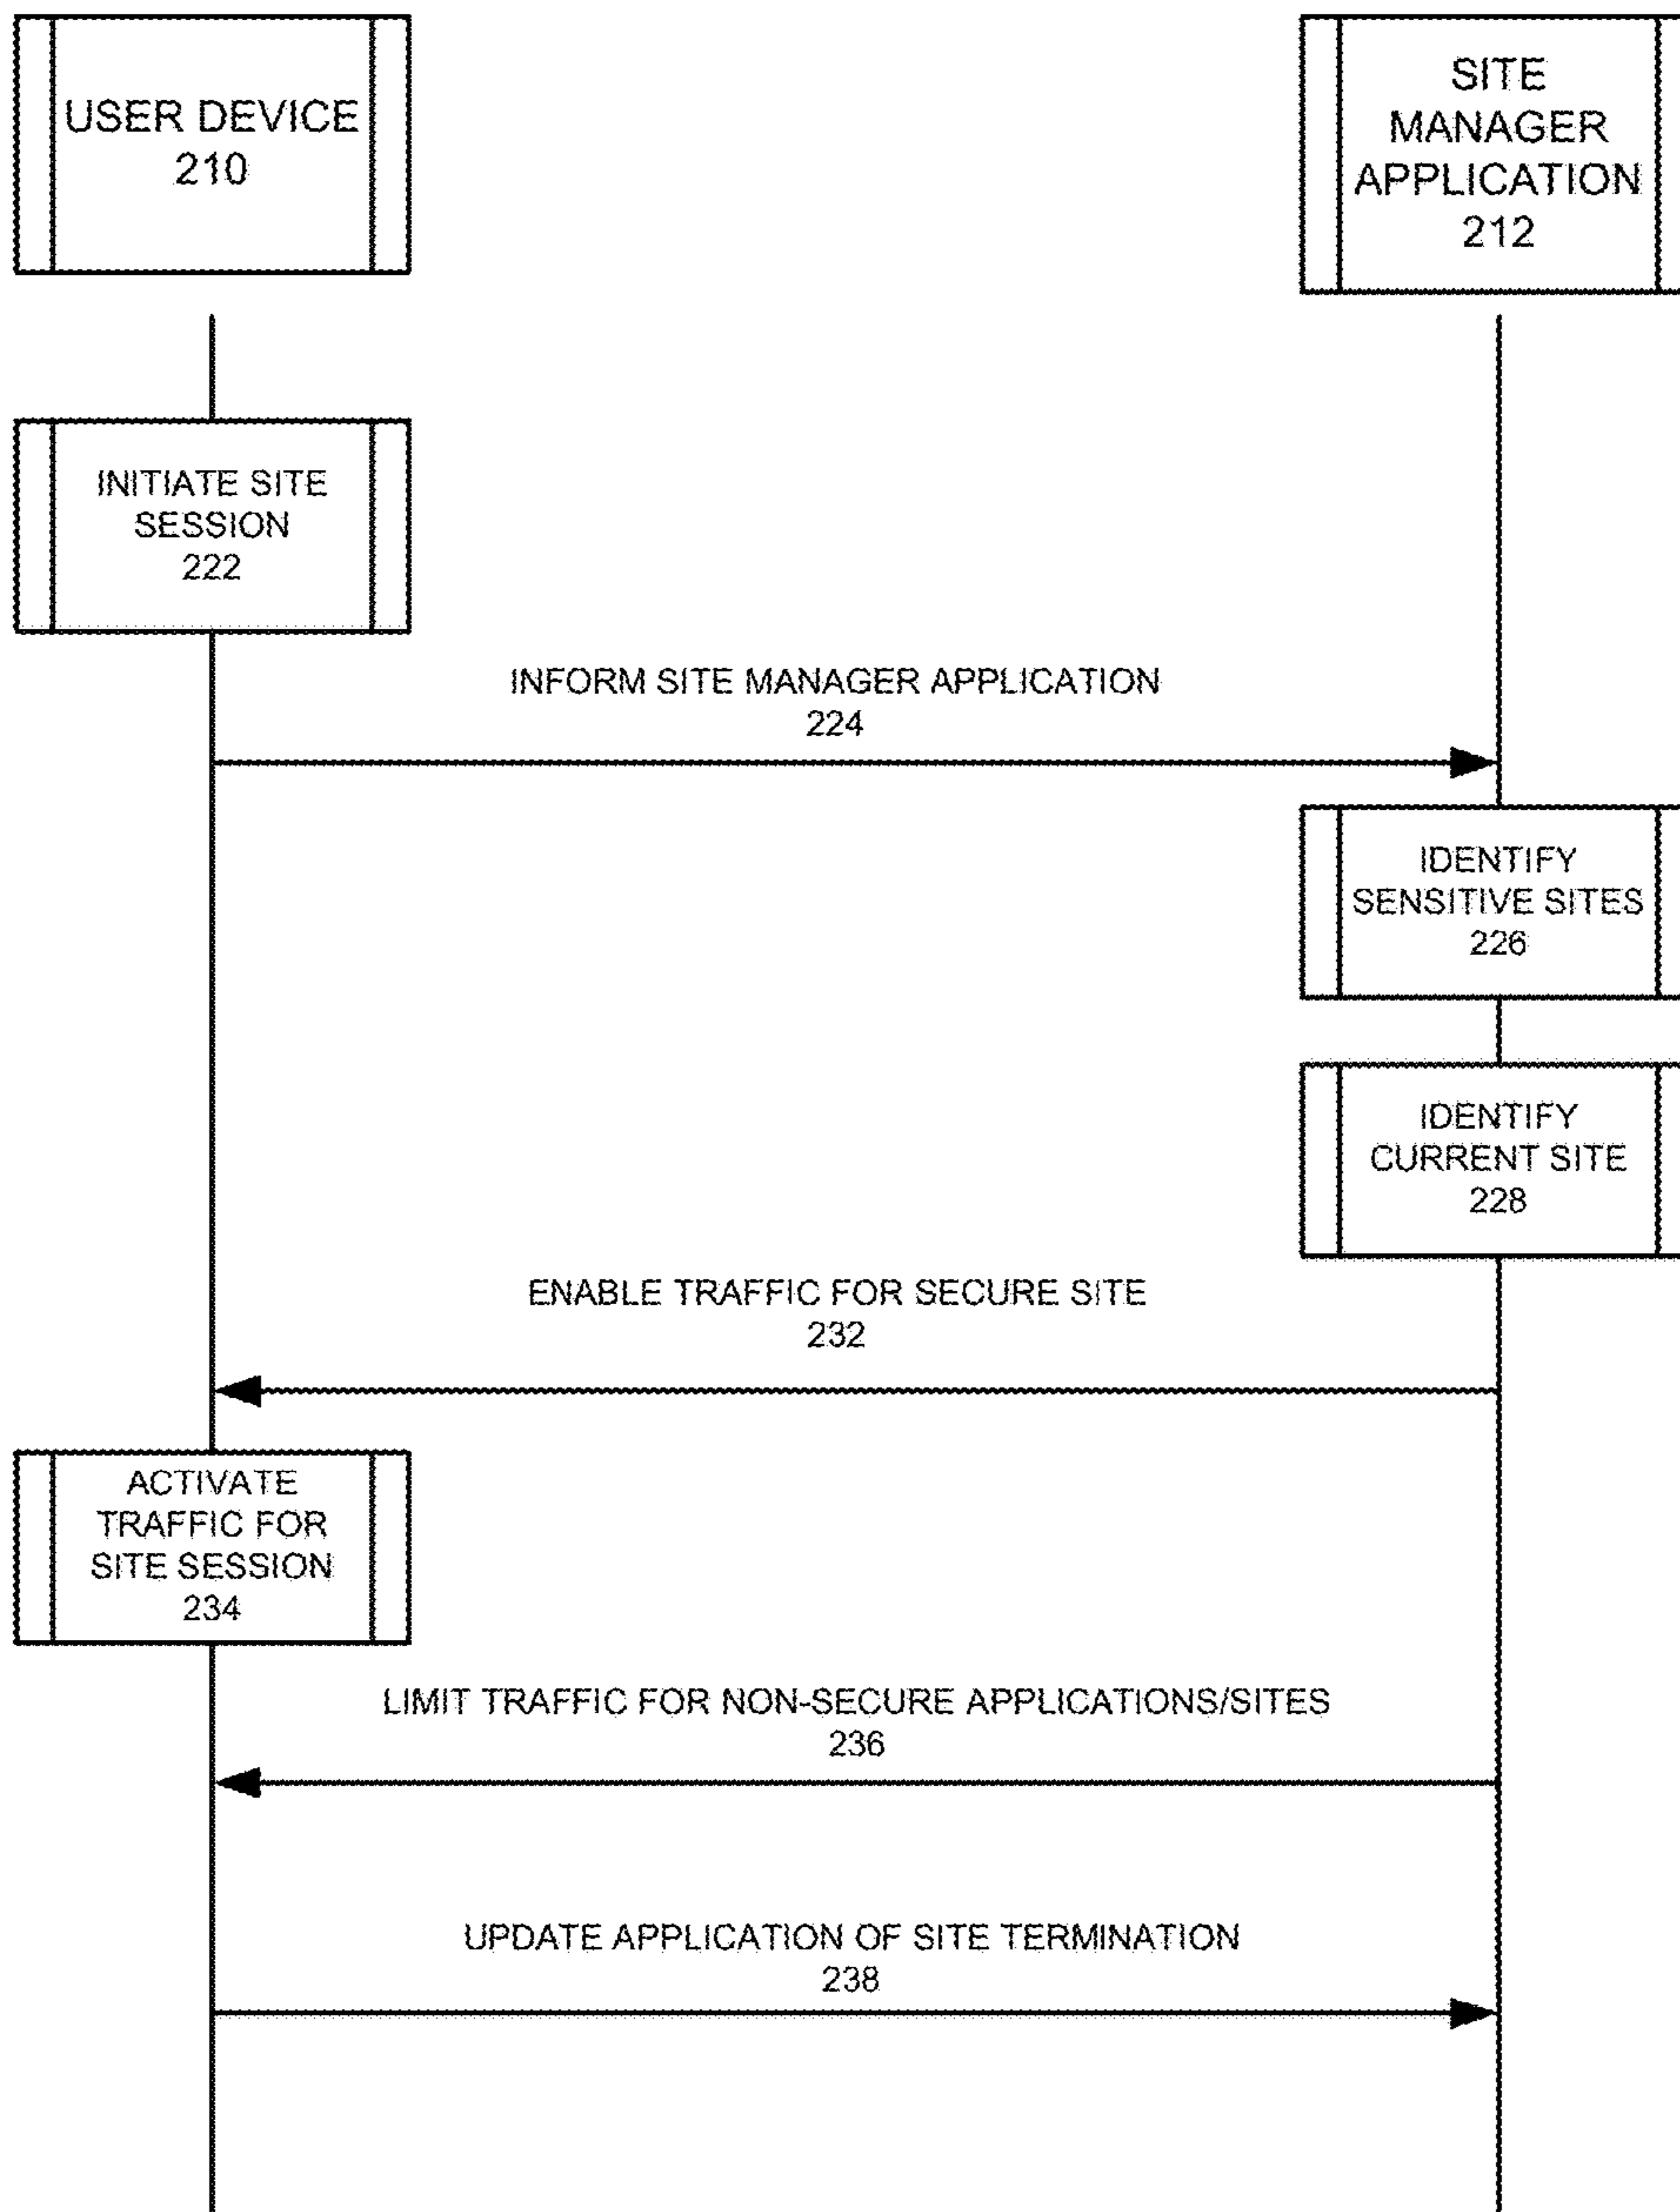 USER DEVICE
210
SITE
MANAGER
APPLICATION
212
INITIATE SITE
SESSION
222
INFORM SITE MANAGER APPLICATION
224
IDENTIFY
SENSITIVE SITES
226
IDENTIFY
CURRENT SITE
228
ENABLE TRAFFIC FOR SECURE SITE
232
ACTIVATE
TRAFFIC FOR
SITE SESSION
234
LIMIT TRAFFIC FOR NON-SECURE APPLICATIONS/SITES
236
UPDATE APPLICATION OF SITE TERMINATION
238